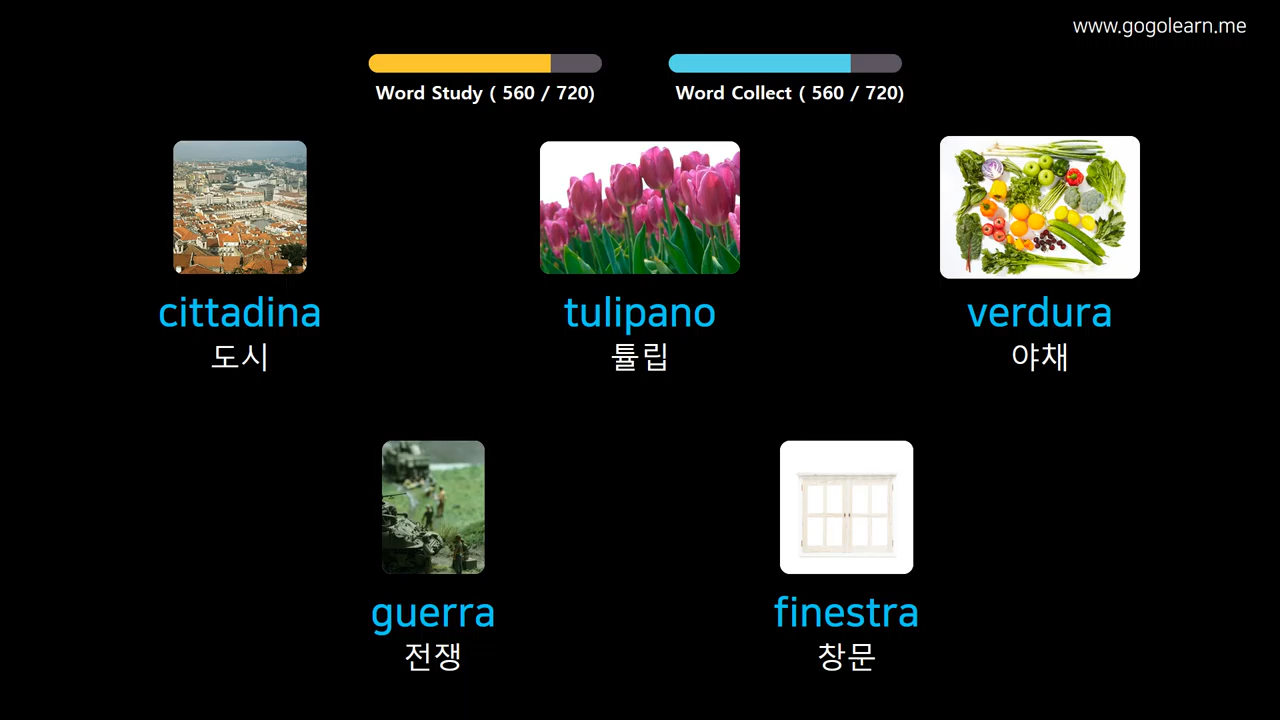 www.gogolearn.me
Word Study ( 560 / 720)
Word Collect ( 560 / 720)
cittadina
도시
tulipano
튤립
verdura
야채
guerra
전쟁
finestra
창문